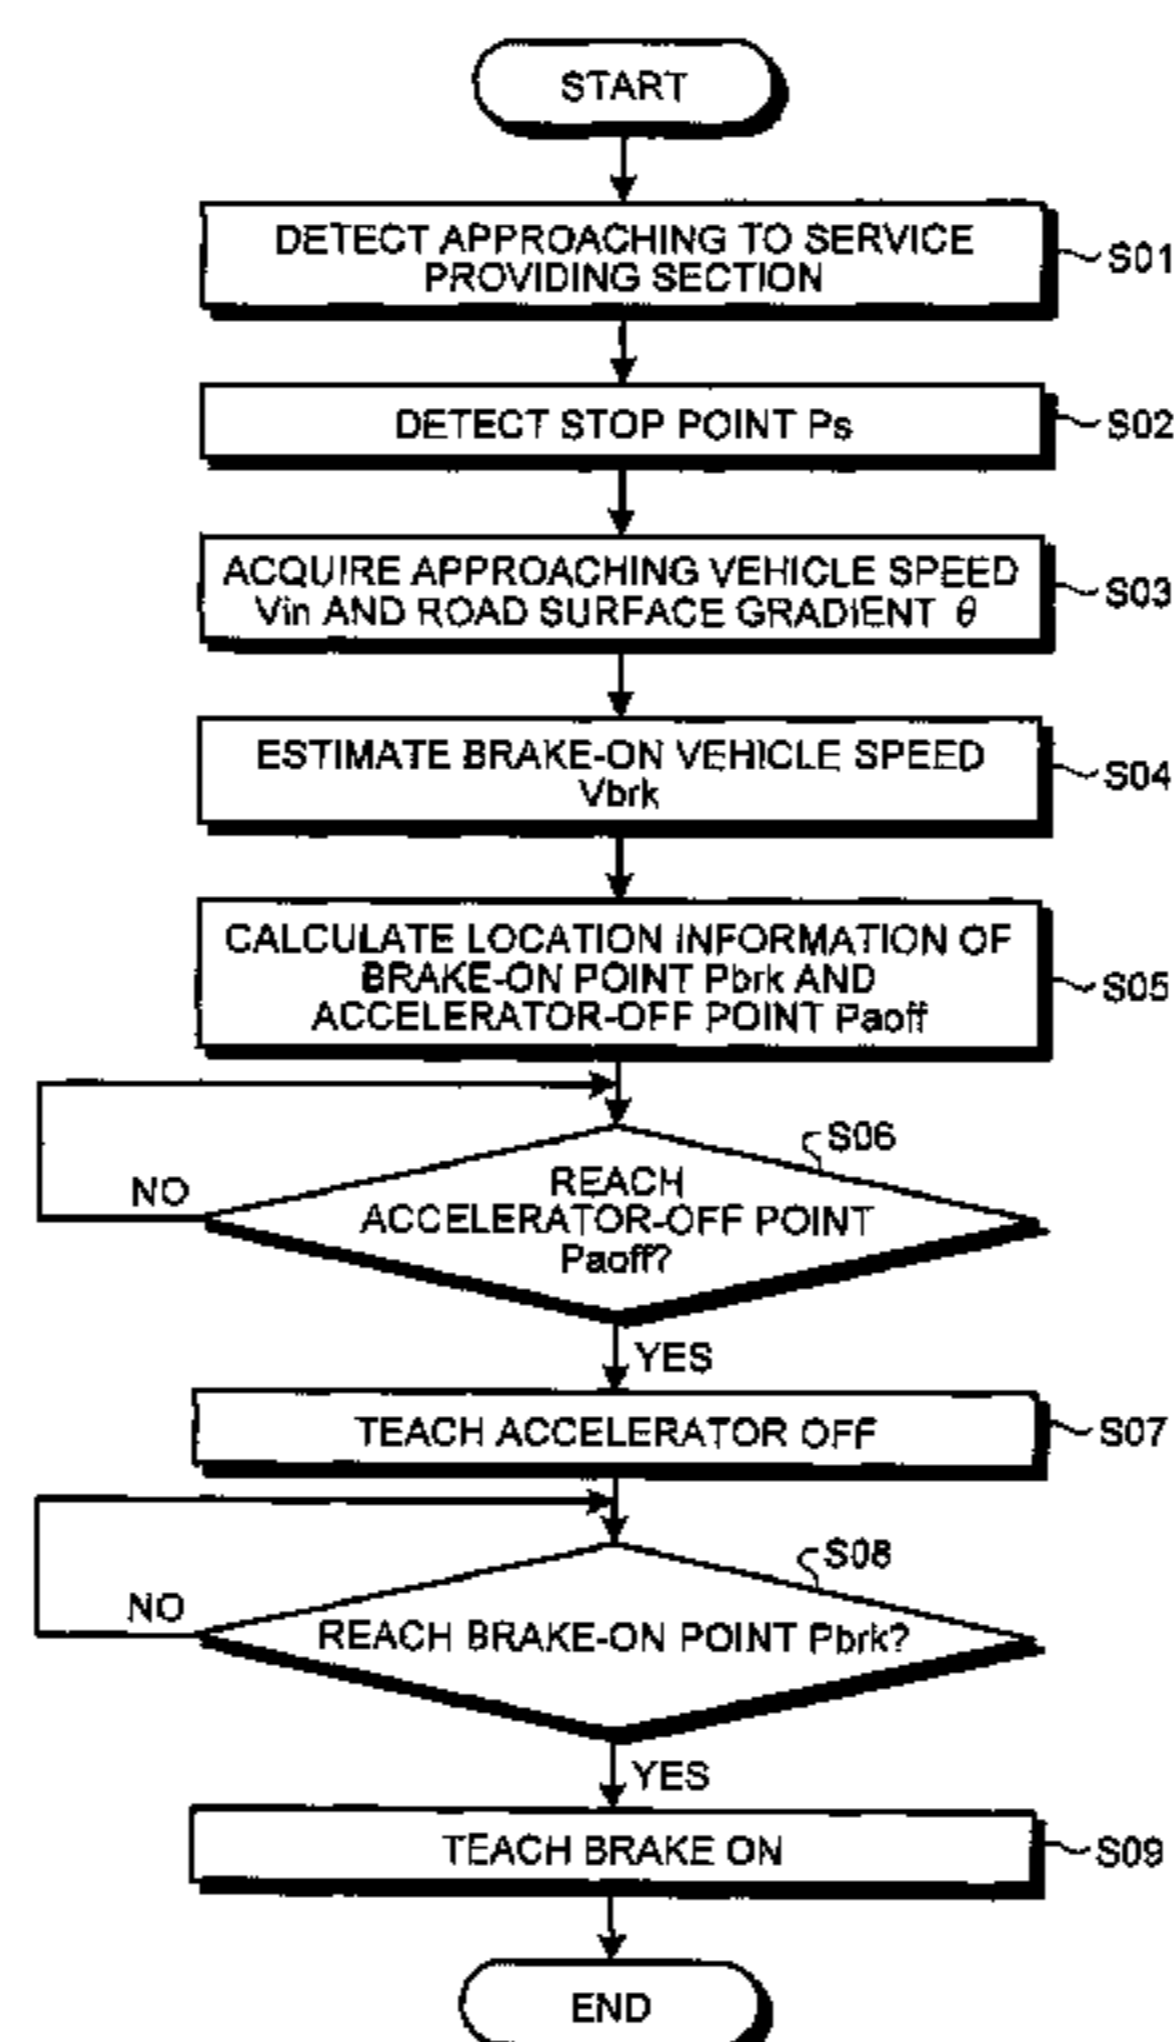 START
DETECT APPROACHING TO SERVICE
PROVIDING SECTION
S01
DETECT STOP POINT Ps
S02
ACQUIRE APPROACHING VEHICLE SPEED
Vin AND ROAD SURFACE GRADIENT θ
S03
ESTIMATE BRAKE-ON VEHICLE SPEED
Vbrk
S04
CALCULATE LOCATION INFORMATION OF
BRAKE-ON POINT Pbrk AND
ACCELERATOR-OFF POINT Paoff
S05
S06
REACH
ACCELERATOR-OFF POINT
Paoff?
NO
YES
TEACH ACCELERATOR OFF
S07
S08
REACH BRAKE-ON POINT Pbrk?
NO
YES
TEACH BRAKE ON
S09
END